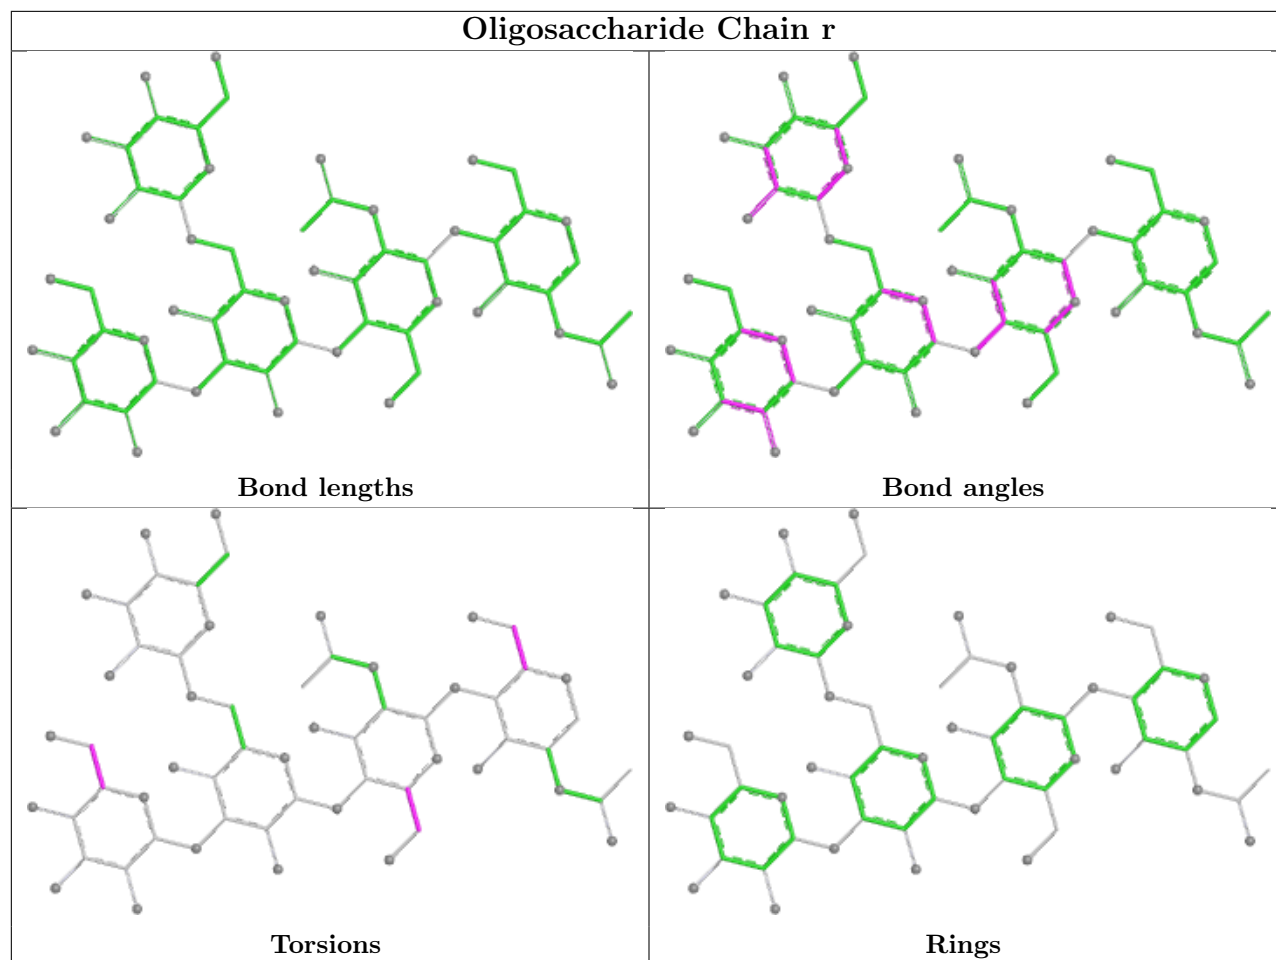 Oligosaccharide Chain r
Bond lengths
Bond angles
Torsions
Rings